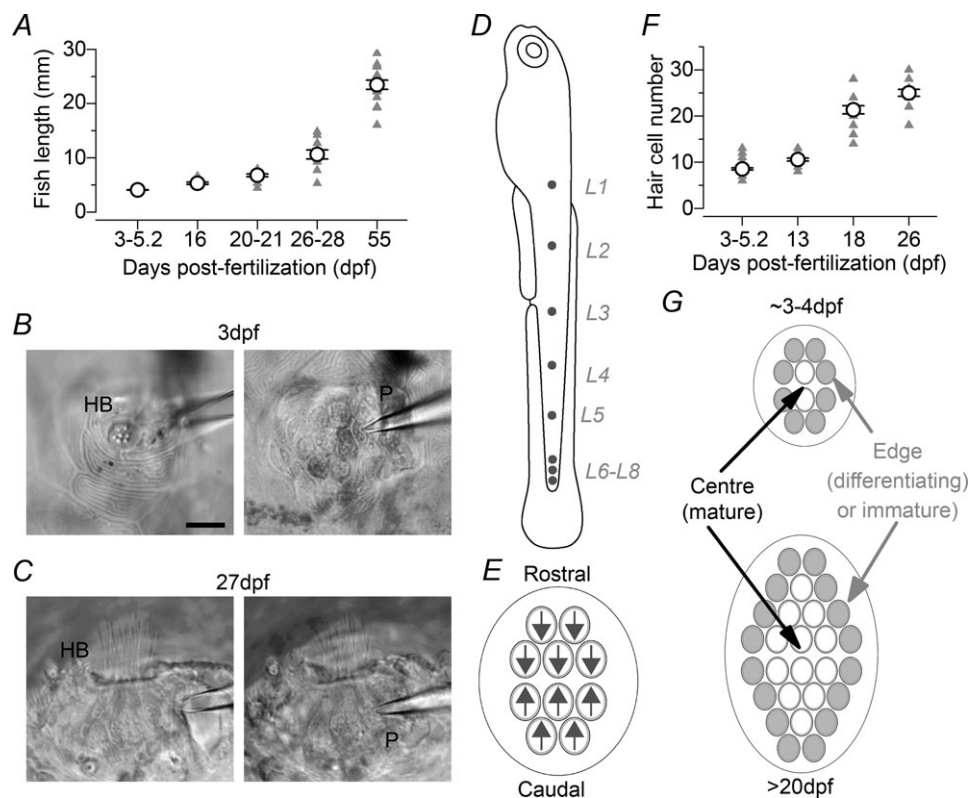 A
Fish length (mm)
30
20
10
0
3-5.2 16 20-21 26-28 55
Days post-fertilization (dpf)
B
3dpf
HB
P
C
27dpf
HB
P
D
L1
L2
L3
L4
L5
L6-L8
E
Rostral
Caudal
F
Hair cell number
30
20
10
0
3-5.2 13 18 26
Days post-fertilization (dpf)
G
~3-4dpf
Centre
(mature)
Edge
(differentiating)
or immature)
>20dpf